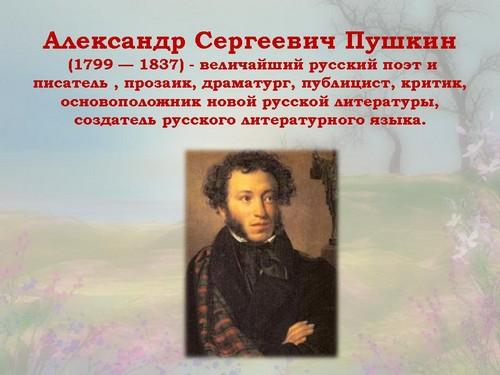 Александр Сергеевич Пушкин
(1799 — 1837) - величайший русский поэт и
писатель , прозаик, драматург, публицист, критик,
основоположник новой русской литературы,
создатель русского литературного языка.